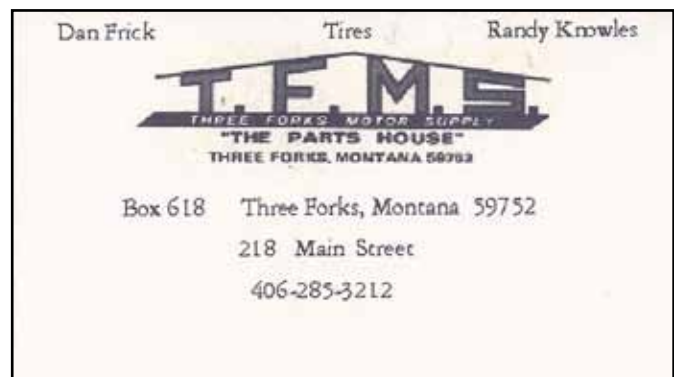 Dan Frick Tires Randy Knowles
T.F.M.S.
THREE FORKS MOTOR SUPPLY
"THE PARTS HOUSE"
THREE FORKS, MONTANA
Box 618 Three Forks, Montana 59752
218 Main Street
406-285-3212